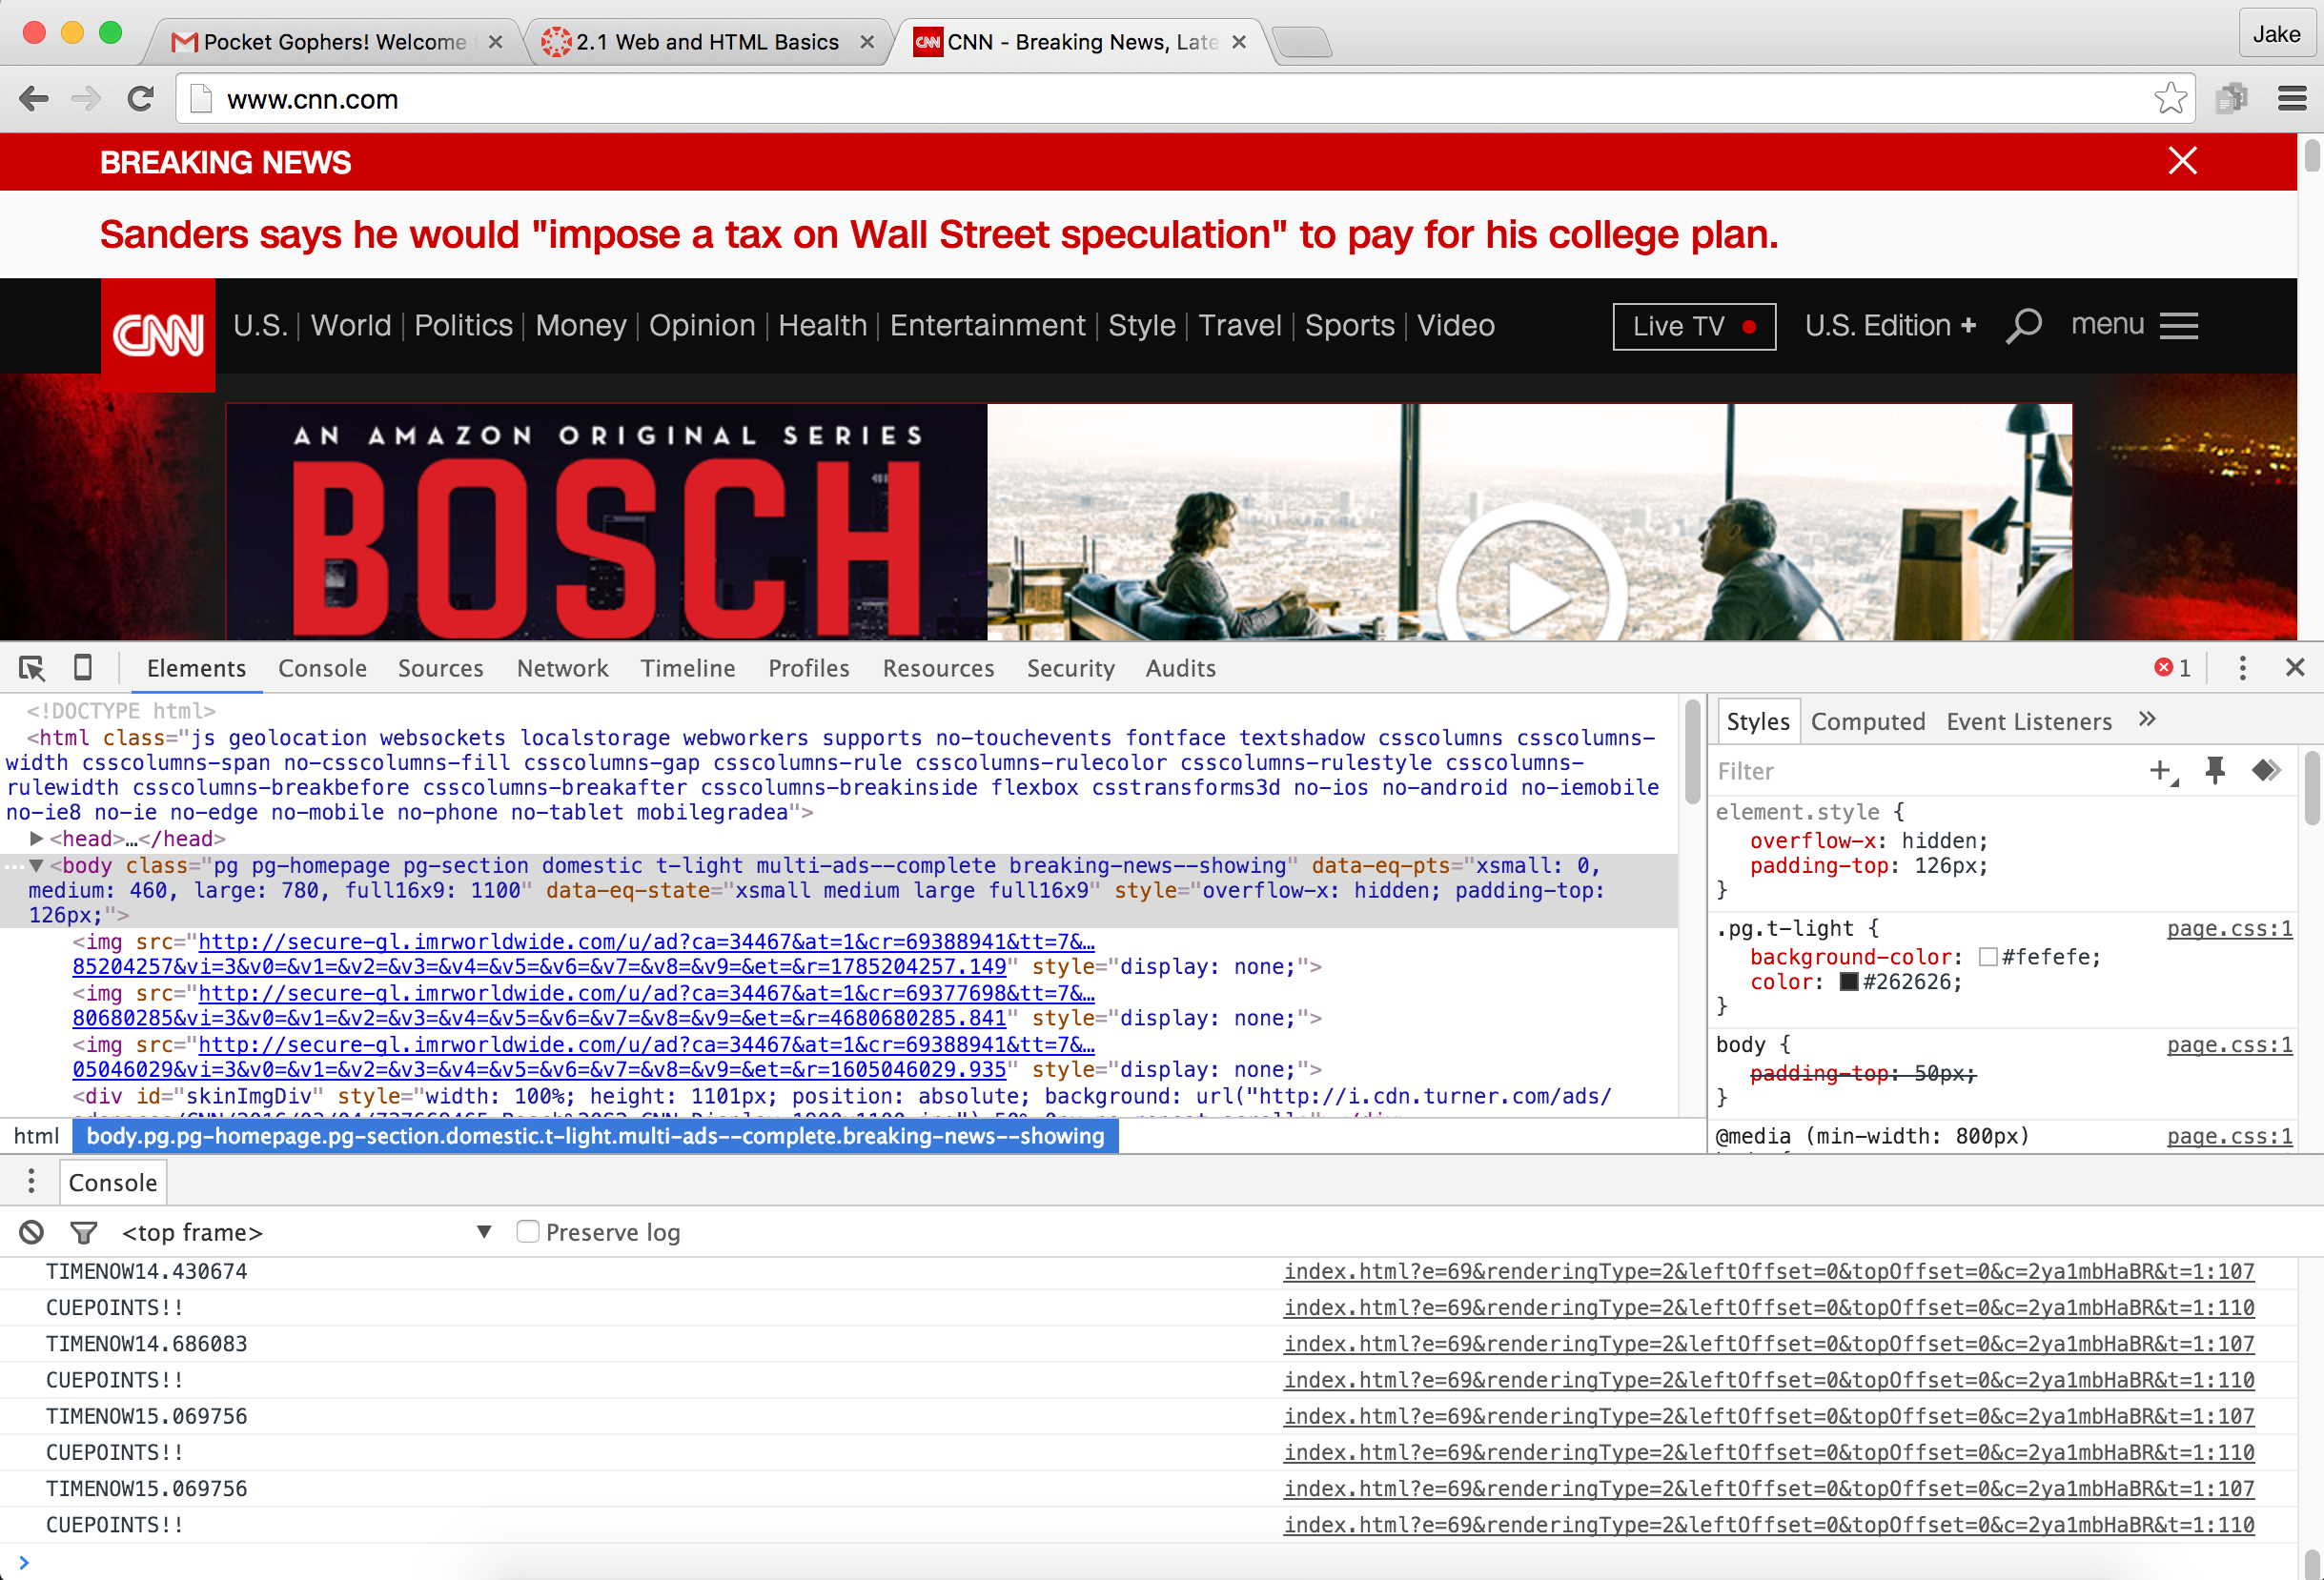 Pocket Gophers! Welcome
2.1 Web and HTML Basics
CNN CNN - Breaking News, Late
Jake
www.cnn.com
BREAKING NEWS
Sanders says he would "impose a tax on Wall Street speculation" to pay for his college plan.
CNN U.S. World Politics Money Opinion Health Entertainment Style Travel Sports Video Live TV U.S. Edition + menu
AN AMAZON ORIGINAL SERIES
BOSCH
Elements Console Sources Network Timeline Profiles Resources Security Audits 1
<!DOCTYPE html>
<html class="js geolocation websockets localstorage webworkers supports no-touchevents fontface textshadow csscolumns csscolumns-
width csscolumns-span no-csscolumns-fill csscolumns-gap csscolumns-rule csscolumns-rulecolor csscolumns-rulestyle csscolumns-
rulewidth csscolumns-breakbefore csscolumns-breakafter csscolumns-breakinside flexbox csstransforms3d no-ios no-android no-iemobile
no-ie8 no-ie no-edge no-mobile no-phone no-tablet mobilegradea">
<head>…</head>
<body class="pg pg-homepage pg-section domestic t-light multi-ads--complete breaking-news--showing" data-eq-pts="xsmall: 0,
medium: 460, large: 780, full16x9: 1100" data-eq-state="xsmall medium large full16x9" style="overflow-x: hidden; padding-top:
126px;">
<img src="http://secure-gl.imrworldwide.com/u/ad?ca=34467&at=1&cr=69388941&tt=7&…
85204257&vi=3&v0=&v1=&v2=&v3=&v4=&v5=&v6=&v7=&v8=&v9=&et=&r=1785204257.149" style="display: none;">
<img src="http://secure-gl.imrworldwide.com/u/ad?ca=34467&at=1&cr=69377698&tt=7&…
80680285&vi=3&v0=&v1=&v2=&v3=&v4=&v5=&v6=&v7=&v8=&v9=&et=&r=4680680285.841" style="display: none;">
<img src="http://secure-gl.imrworldwide.com/u/ad?ca=34467&at=1&cr=69388941&tt=7&…
05046029&vi=3&v0=&v1=&v2=&v3=&v4=&v5=&v6=&v7=&v8=&v9=&et=&r=1605046029.935" style="display: none;">
<div id="skinImgDiv" style="width: 100%; height: 1101px; position: absolute; background: url("http://i.cdn.turner.com/ads/
html body.pg.pg-homepage.pg-section.domestic.t-light.multi-ads--complete.breaking-news--showing
Styles Computed Event Listeners »
Filter
element.style {
overflow-x: hidden;
padding-top: 126px;
}
.pg.t-light { page.css:1
background-color: #fefefe;
color: #262626;
}
body { page.css:1
padding-top: 50px;
}
@media (min-width: 800px) page.css:1
Console
<top frame> Preserve log
TIMENOW14.430674 index.html?e=69&renderingType=2&leftOffset=0&topOffset=0&c=2ya1mbHaBR&t=1:107
CUEPOINTS!! index.html?e=69&renderingType=2&leftOffset=0&topOffset=0&c=2ya1mbHaBR&t=1:110
TIMENOW14.686083 index.html?e=69&renderingType=2&leftOffset=0&topOffset=0&c=2ya1mbHaBR&t=1:107
CUEPOINTS!! index.html?e=69&renderingType=2&leftOffset=0&topOffset=0&c=2ya1mbHaBR&t=1:110
TIMENOW15.069756 index.html?e=69&renderingType=2&leftOffset=0&topOffset=0&c=2ya1mbHaBR&t=1:107
CUEPOINTS!! index.html?e=69&renderingType=2&leftOffset=0&topOffset=0&c=2ya1mbHaBR&t=1:110
TIMENOW15.069756 index.html?e=69&renderingType=2&leftOffset=0&topOffset=0&c=2ya1mbHaBR&t=1:107
CUEPOINTS!! index.html?e=69&renderingType=2&leftOffset=0&topOffset=0&c=2ya1mbHaBR&t=1:110